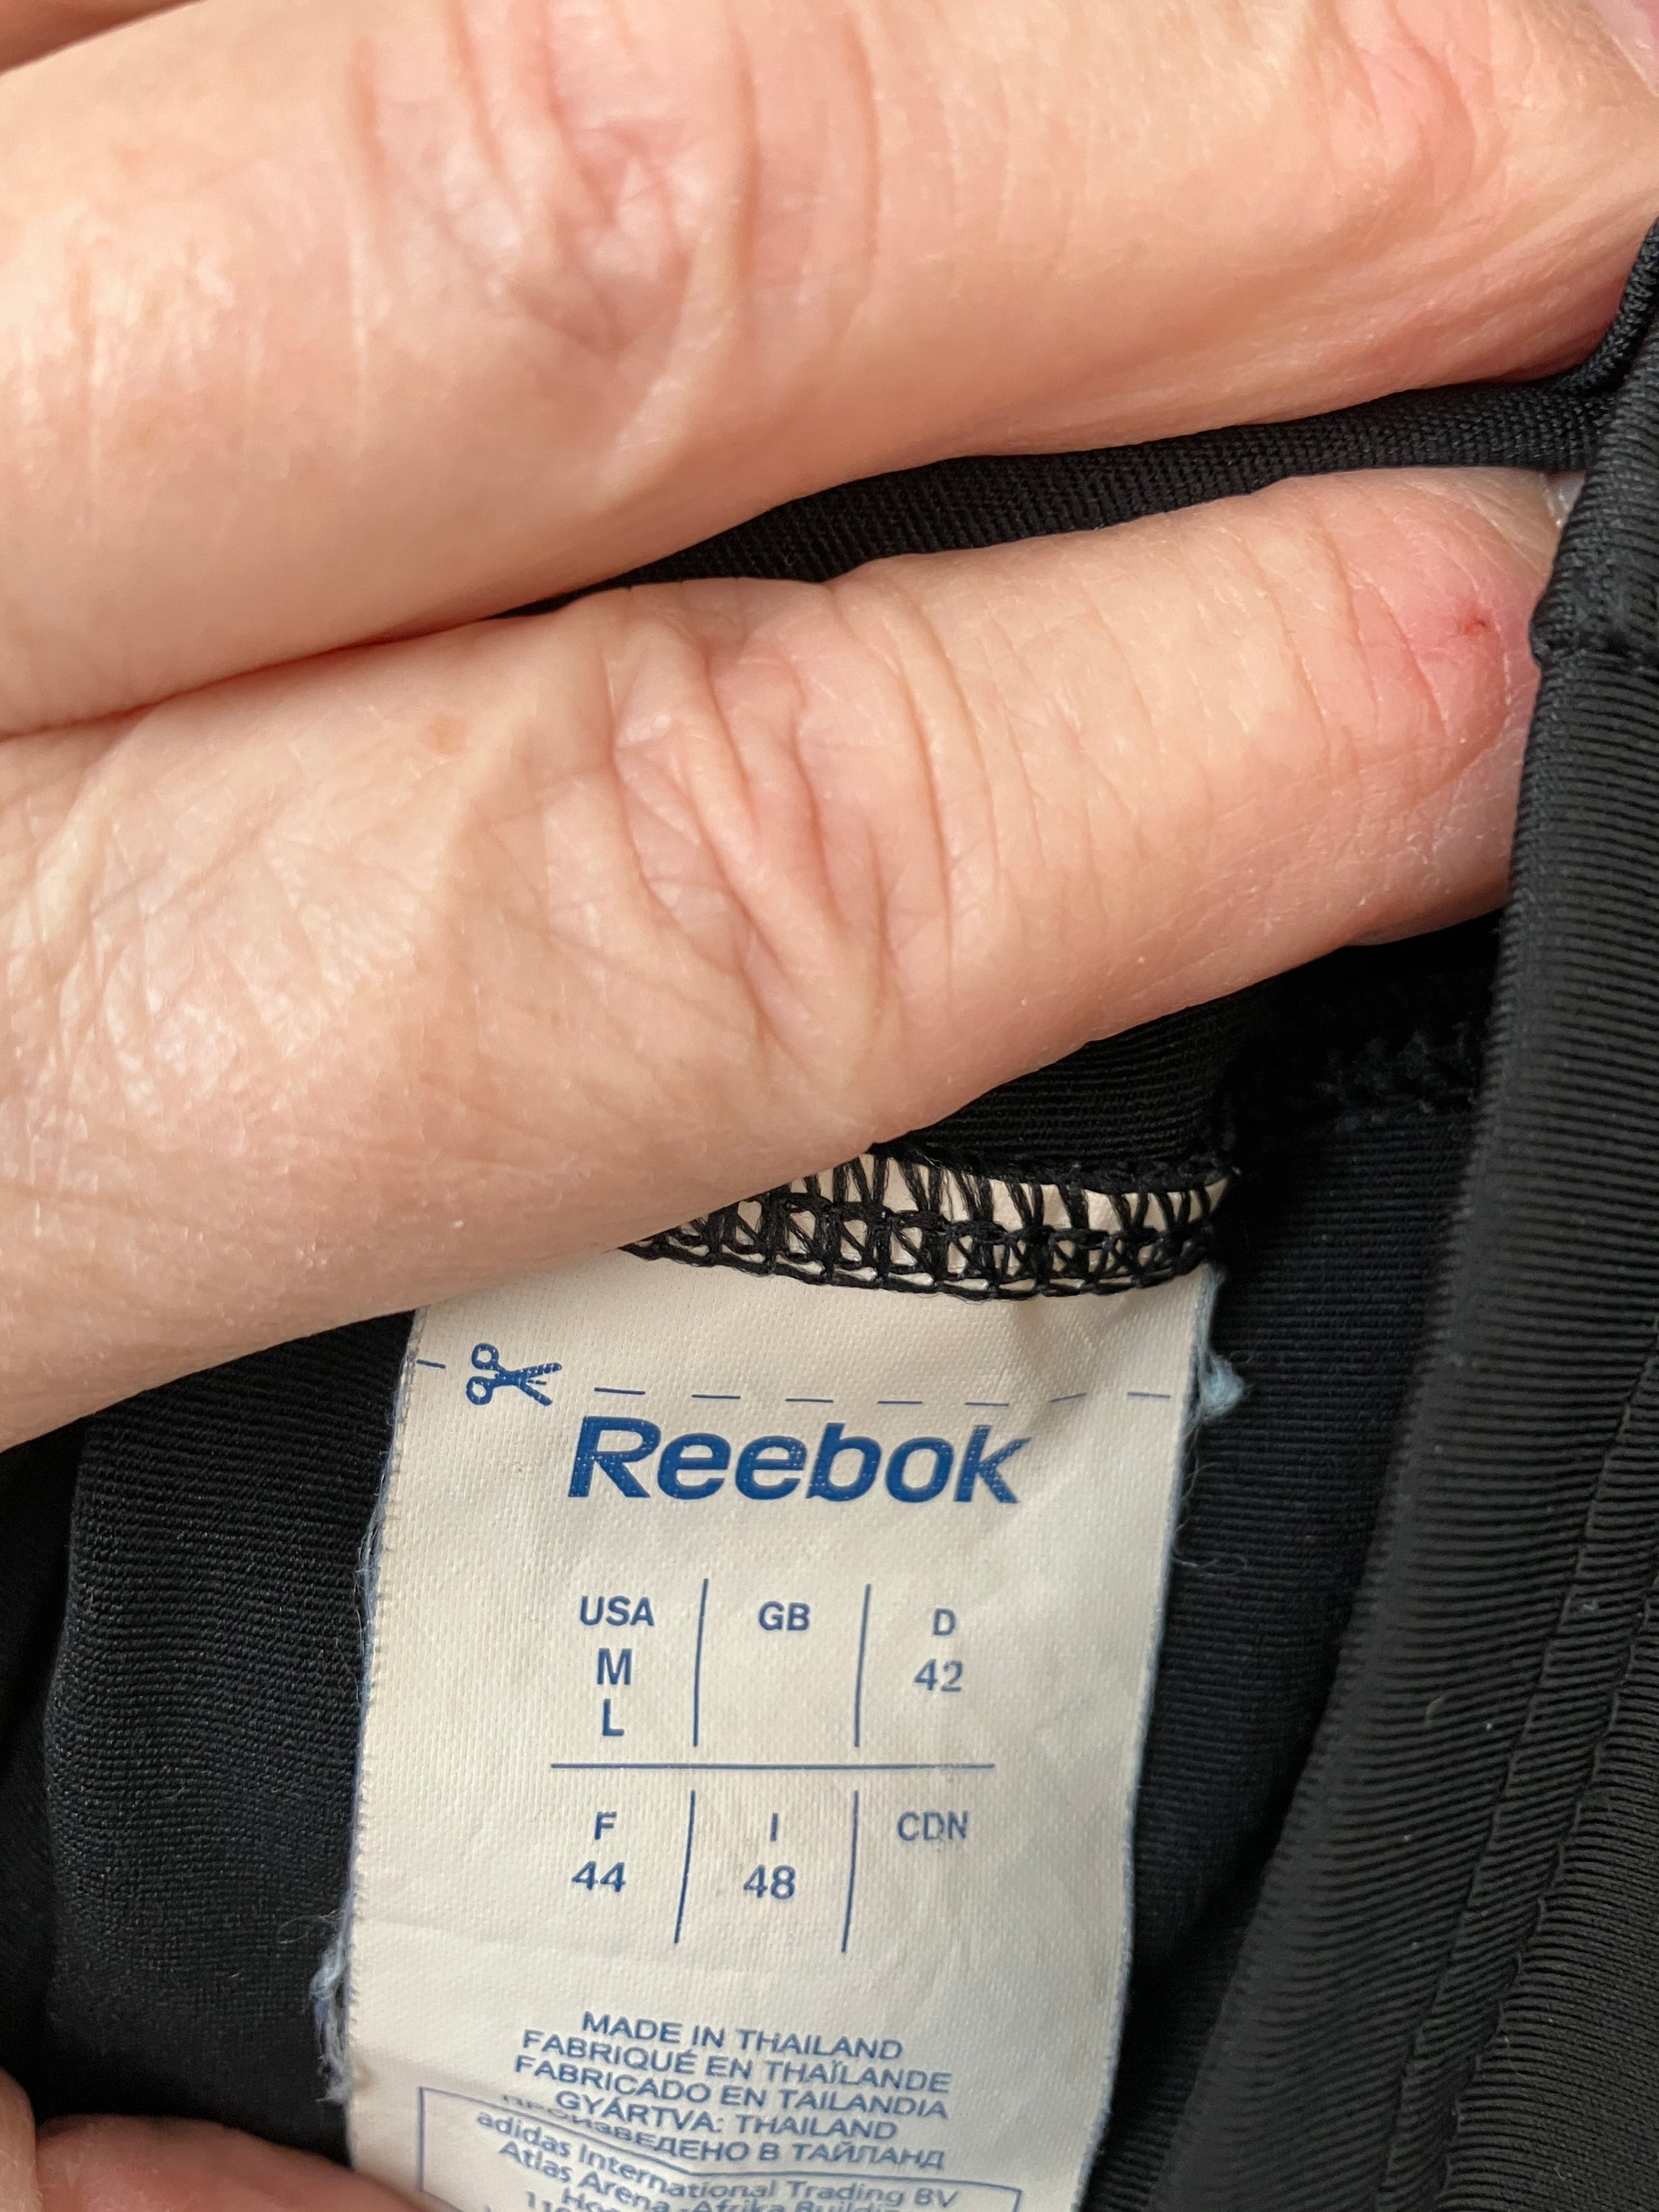 Reebok
USA GB D
M 42
L
F I CDN
44 48
MADE IN THAILAND
FABRIQUÉ EN THAÏLANDE
FABRICADO EN TAILANDIA
GYÁRTVA: THAILAND
ПРОИЗВЕДЕНО В ТАЙЛАНД
adidas International Trading BV
Atlas Arena, Afrika